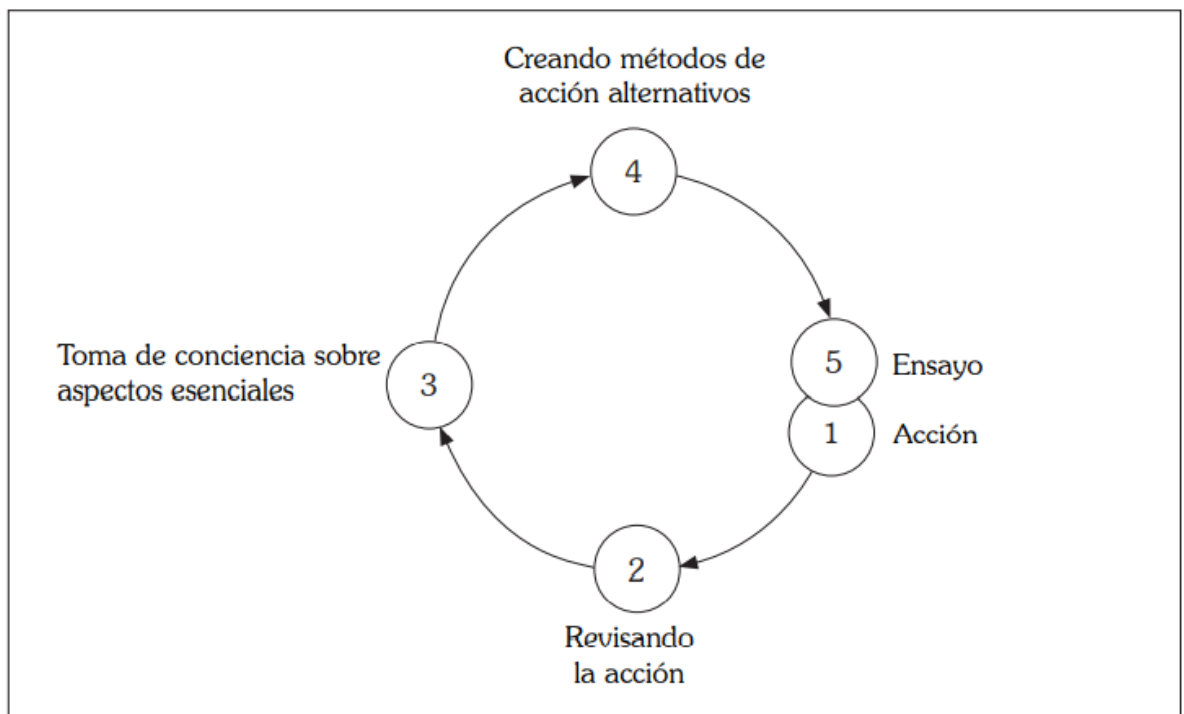 Creando métodos de
acción alternativos
4
5
Ensayo
Toma de conciencia sobre
aspectos esenciales
3
1
Acción
2
Revisando
la acción